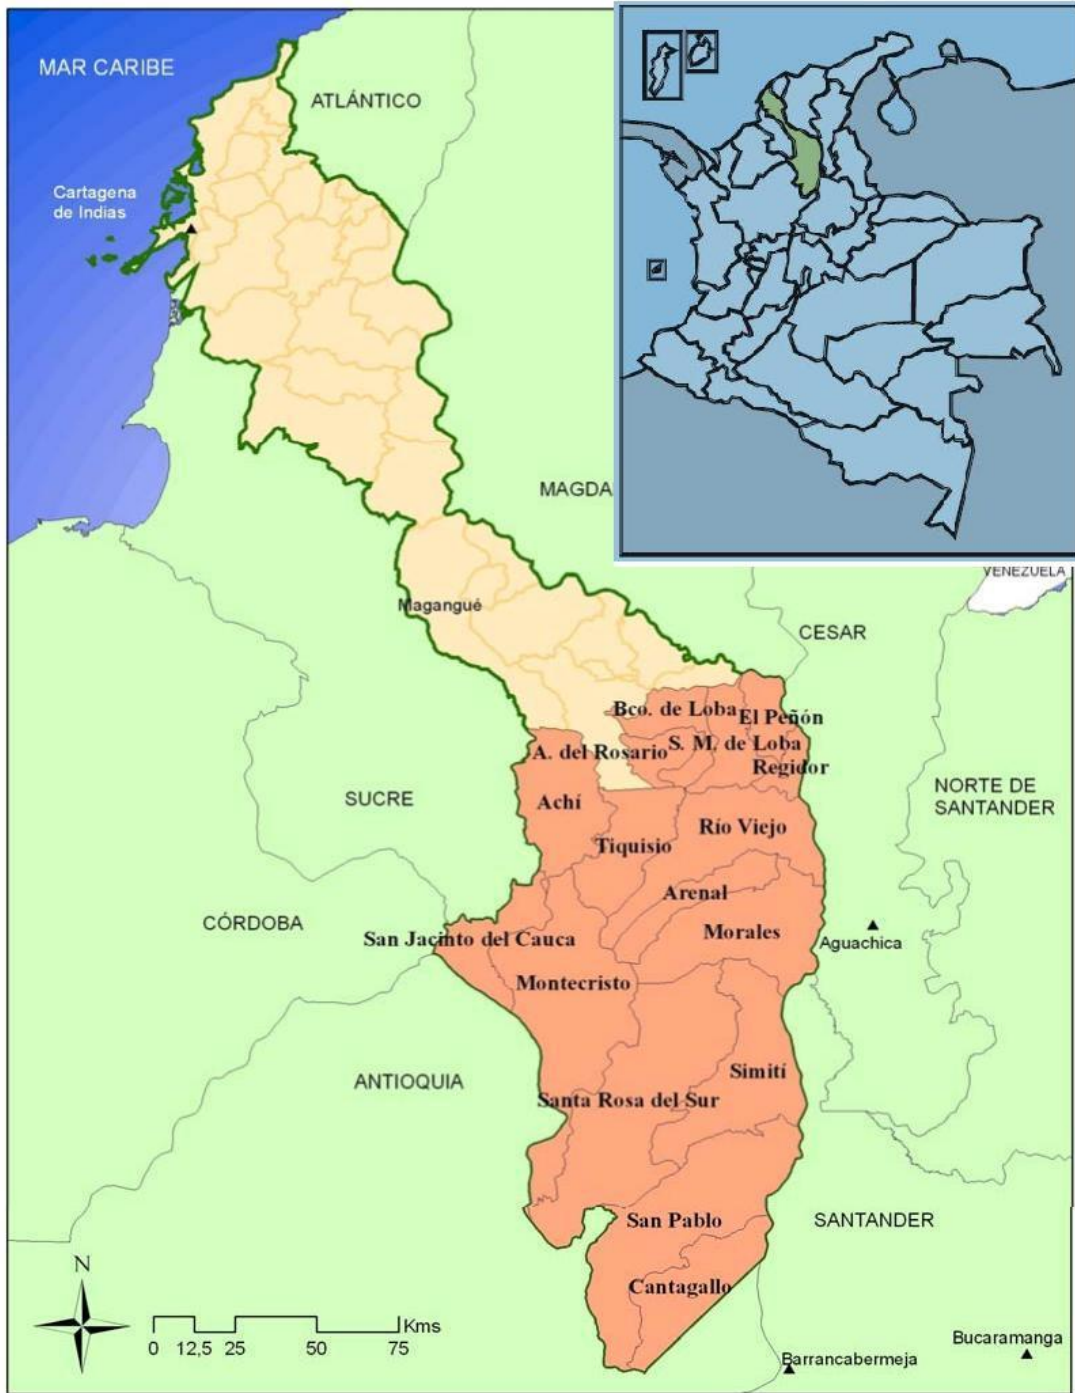 MAR CARIBE
ATLÁNTICO
Cartagena
de Indias
MAGDA
VENEZUELA
Magangué
CESAR
Bco. de Loba
El Peñón
A. del Rosario
S. M. de Loba
Regidor
NORTE DE
SANTANDER
SUCRE
Achí
Río Viejo
Tiquisio
Arenal
CÓRDOBA
San Jacinto del Cauca
Morales
Aguachica
Montecristo
ANTIOQUIA
Simití
Santa Rosa del Sur
San Pablo
SANTANDER
N
Cantagallo
Kms
0 12,5 25 50 75
Bucaramanga
Barrancabermeja